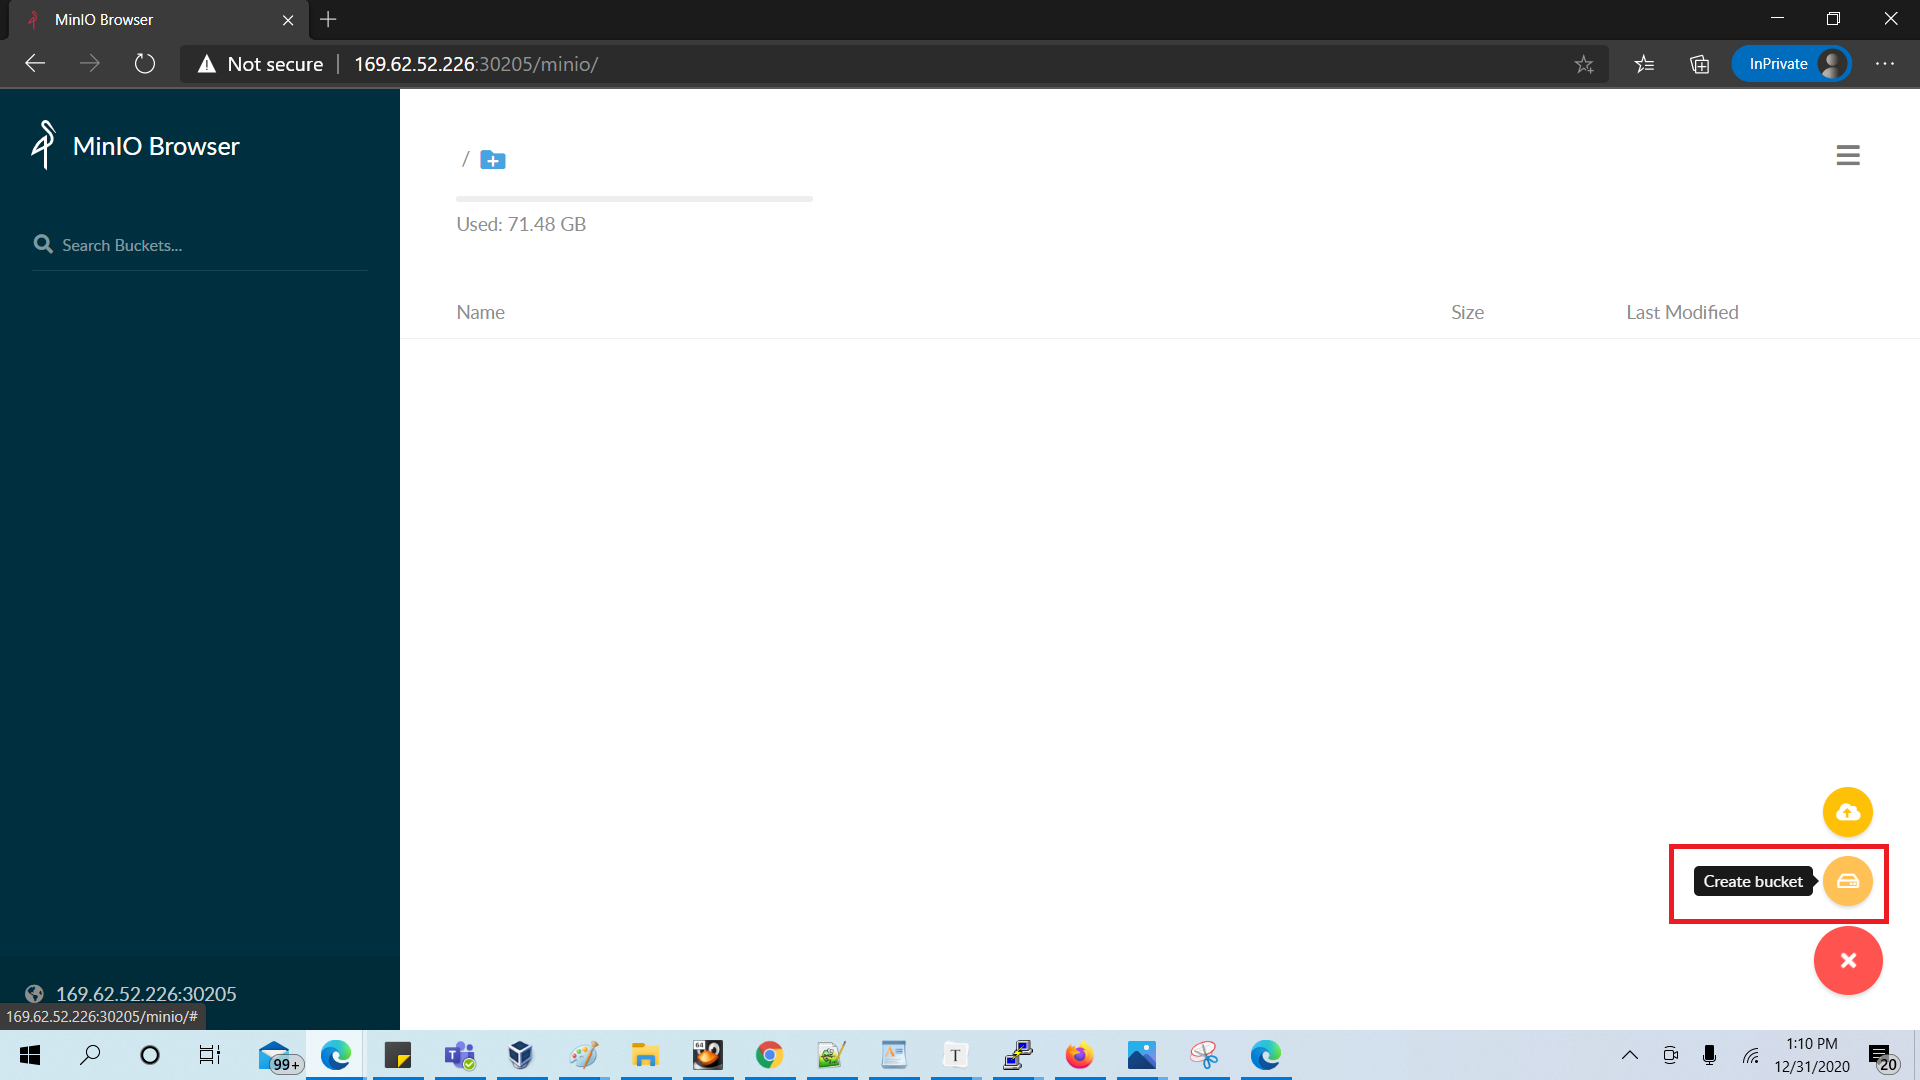 MinIO Browser
Not secure | 169.62.52.226:30205/minio/
InPrivate
MinIO Browser
/
Used: 71.48 GB
Search Buckets...
Name Size Last Modified
Create bucket
169.62.52.226:30205
169.62.52.226:30205/minio/#
99+
64
T
1:10 PM
12/31/2020
20